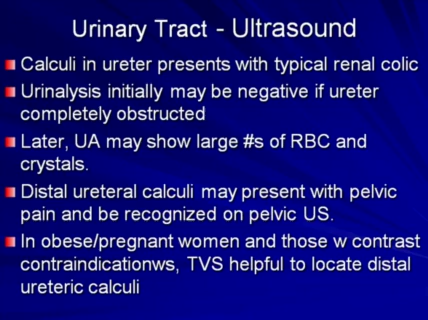 Urinary Tract - Ultrasound
Calculi in ureter presents with typical renal colic
Urinalysis initially may be negative if ureter
completely obstructed
Later, UA may show large #s of RBC and
crystals.
Distal ureteral calculi may present with pelvic
pain and be recognized on pelvic US.
In obese/pregnant women and those w contrast
contraindicationws, TVS helpful to locate distal
ureteric calculi